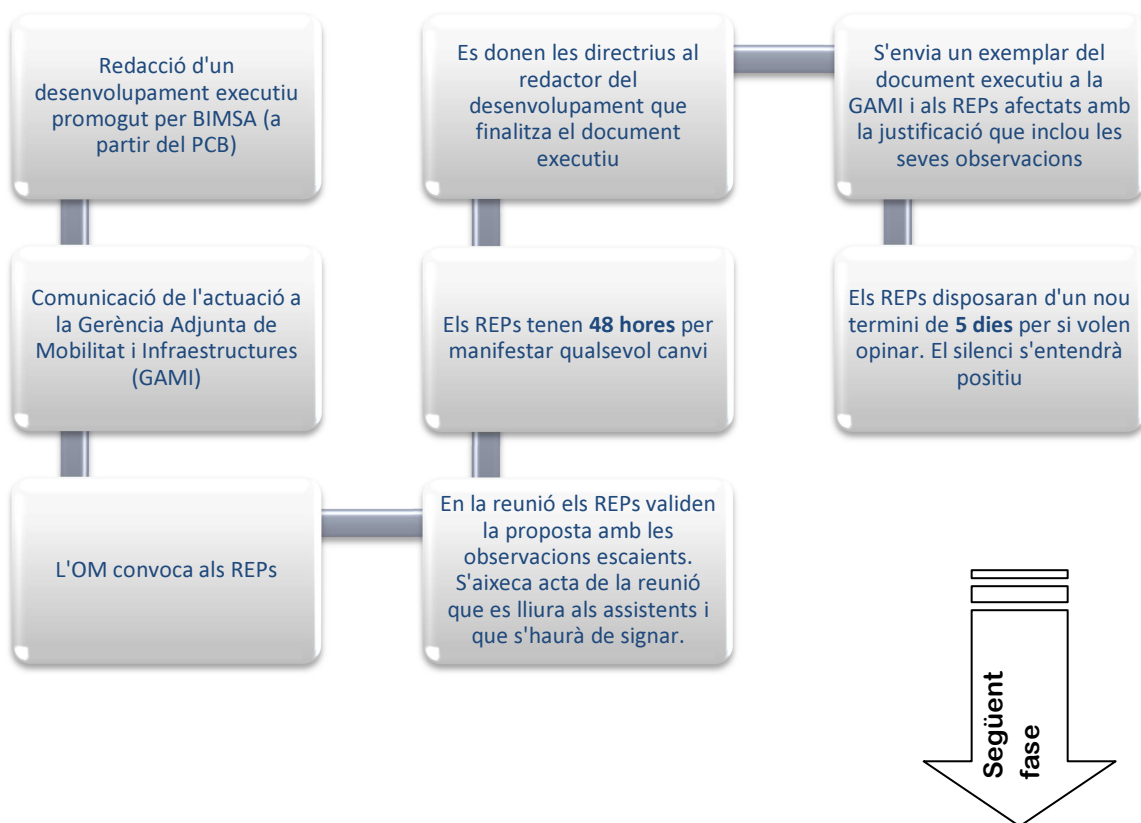 Redacció d'un
desenvolupament executiu
promogut per BIMSA (a
partir del PCB)
Comunicació de l'actuació a
la Gerència Adjunta de
Mobilitat i Infraestructures
(GAMI)
L'OM convoca als REPs
En la reunió els REPs validen
la proposta amb les
observacions escaients.
S'aixeca acta de la reunió
que es lliura als assistents i
que s'haurà de signar.
Els REPs tenen 48 hores per
manifestar qualsevol canvi
Es donen les directrius al
redactor del
desenvolupament que
finalitza el document
executiu
S'envia un exemplar del
document executiu a la
GAMI i als REPs afectats amb
la justificació que inclou les
seves observacions
Els REPs disposaran d'un nou
termini de 5 dies per si volen
opinar. El silenci s'entendrà
positiu
Següent
fase